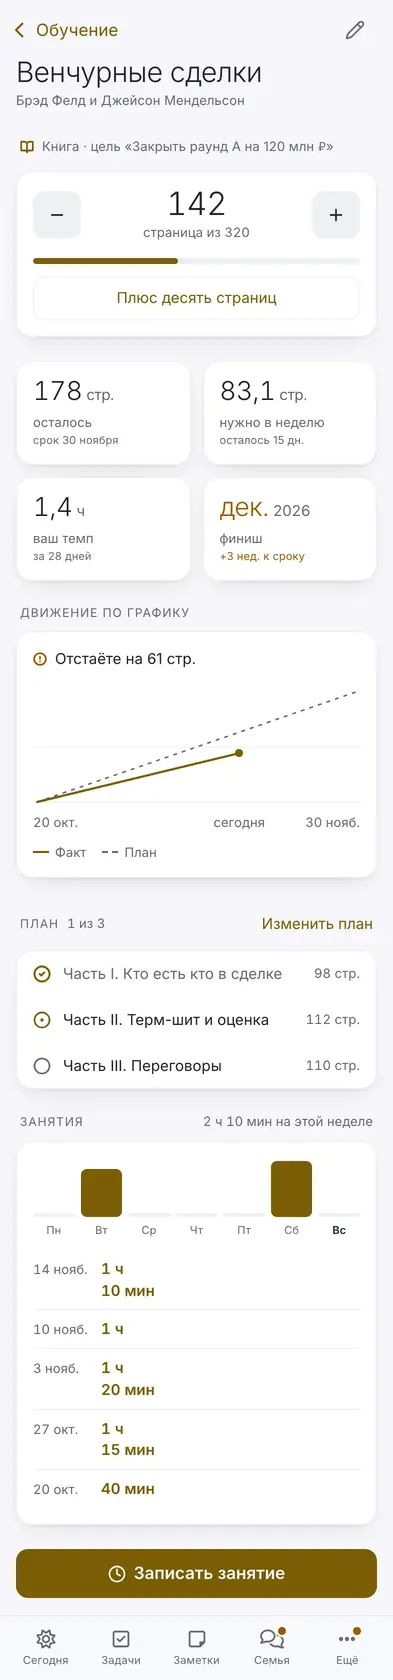 Обучение
Венчурные сделки
Брэд Фелд и Джейсон Мендельсон
Книга · цель «Закрыть раунд А на 120 млн ₽»
−
142
+
страница из 320
Плюс десять страниц
178 стр.
осталось
срок 30 ноября
83,1 стр.
нужно в неделю
осталось 15 дн.
1,4 ч
ваш темп
за 28 дней
дек. 2026
финиш
+3 нед. к сроку
ДВИЖЕНИЕ ПО ГРАФИКУ
Отстаёте на 61 стр.
20 окт.
сегодня
30 нояб.
Факт
План
ПЛАН 1 из 3
Изменить план
Часть I. Кто есть кто в сделке 98 стр.
Часть II. Терм-шит и оценка 112 стр.
Часть III. Переговоры 110 стр.
ЗАНЯТИЯ
2 ч 10 мин на этой неделе
Пн Вт Ср Чт Пт Сб Вс
14 нояб. 1 ч
10 мин
10 нояб. 1 ч
3 нояб. 1 ч
20 мин
27 окт. 1 ч
15 мин
20 окт. 40 мин
Записать занятие
Сегодня Задачи Заметки Семья Ещё